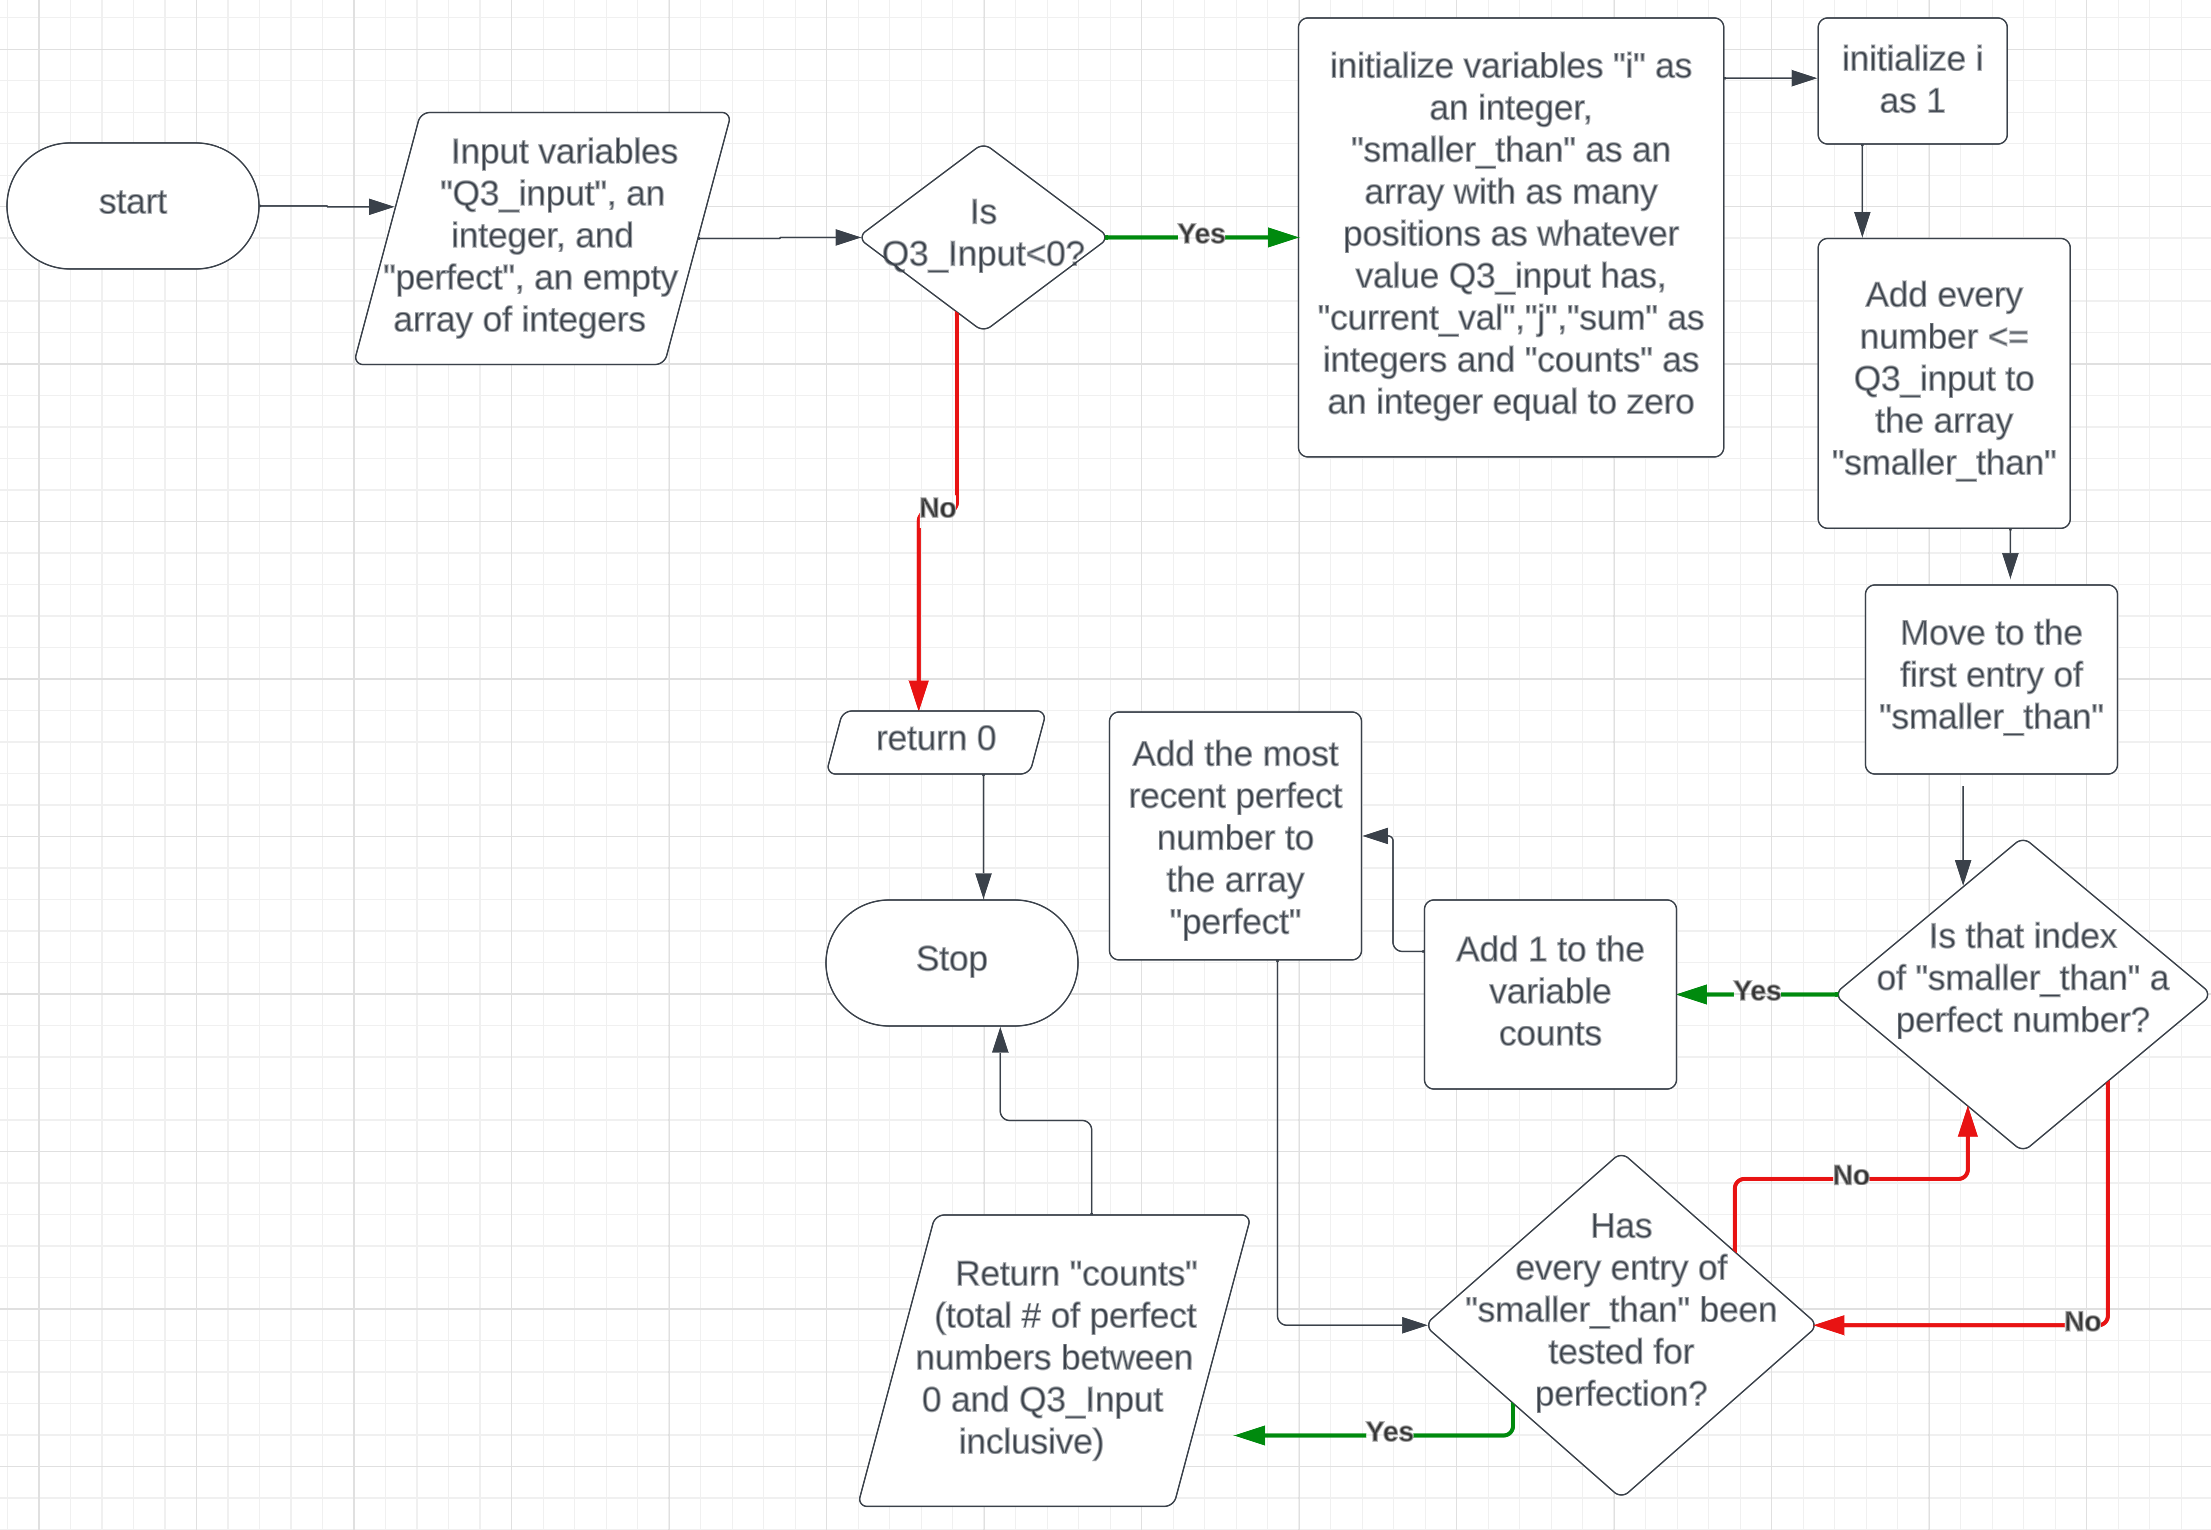 start
Input variables
"Q3_input", an
integer, and
"perfect", an empty
array of integers
Is
Q3_Input<0?
Yes
No
initialize variables "i" as
an integer,
"smaller_than" as an
array with as many
positions as whatever
value Q3_input has,
"current_val","j","sum" as
integers and "counts" as
an integer equal to zero
initialize i
as 1
Add every
number <=
Q3_input to
the array
"smaller_than"
Move to the
first entry of
"smaller_than"
Is that index
of "smaller_than" a
perfect number?
Yes
No
Add 1 to the
variable
counts
Add the most
recent perfect
number to
the array
"perfect"
Has
every entry of
"smaller_than" been
tested for
perfection?
No
Yes
Return "counts"
(total # of perfect
numbers between
0 and Q3_Input
inclusive)
return 0
Stop